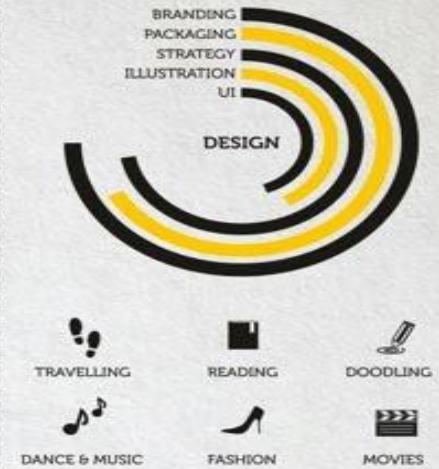 BRANDING
PACKAGING
STRATEGY
ILLUSTRATION
UI
DESIGN
TRAVELLING READING DOODLING
DANCE & MUSIC FASHION MOVIES